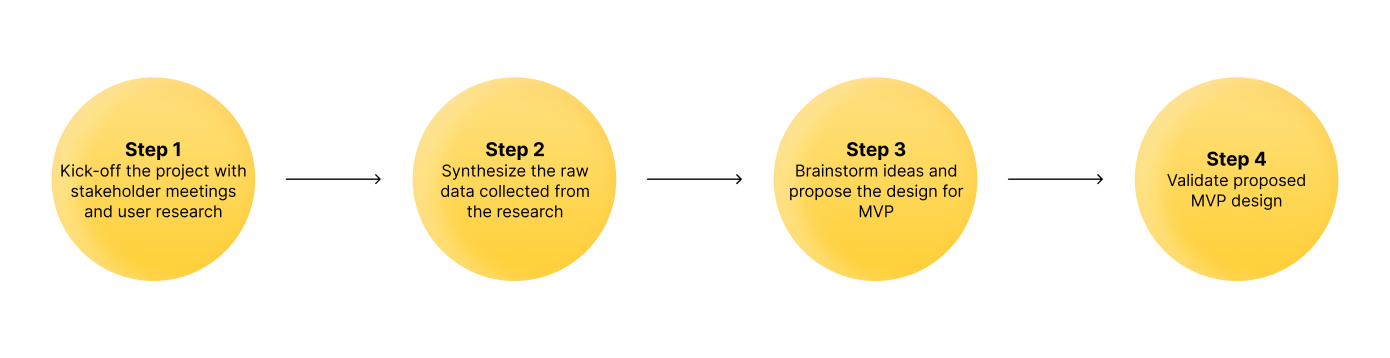 Step 1
Kick-off the project with
stakeholder meetings
and user research
Step 2
Synthesize the raw
data collected from
the research
Step 3
Brainstorm ideas and
propose the design for
MVP
Step 4
Validate proposed
MVP design